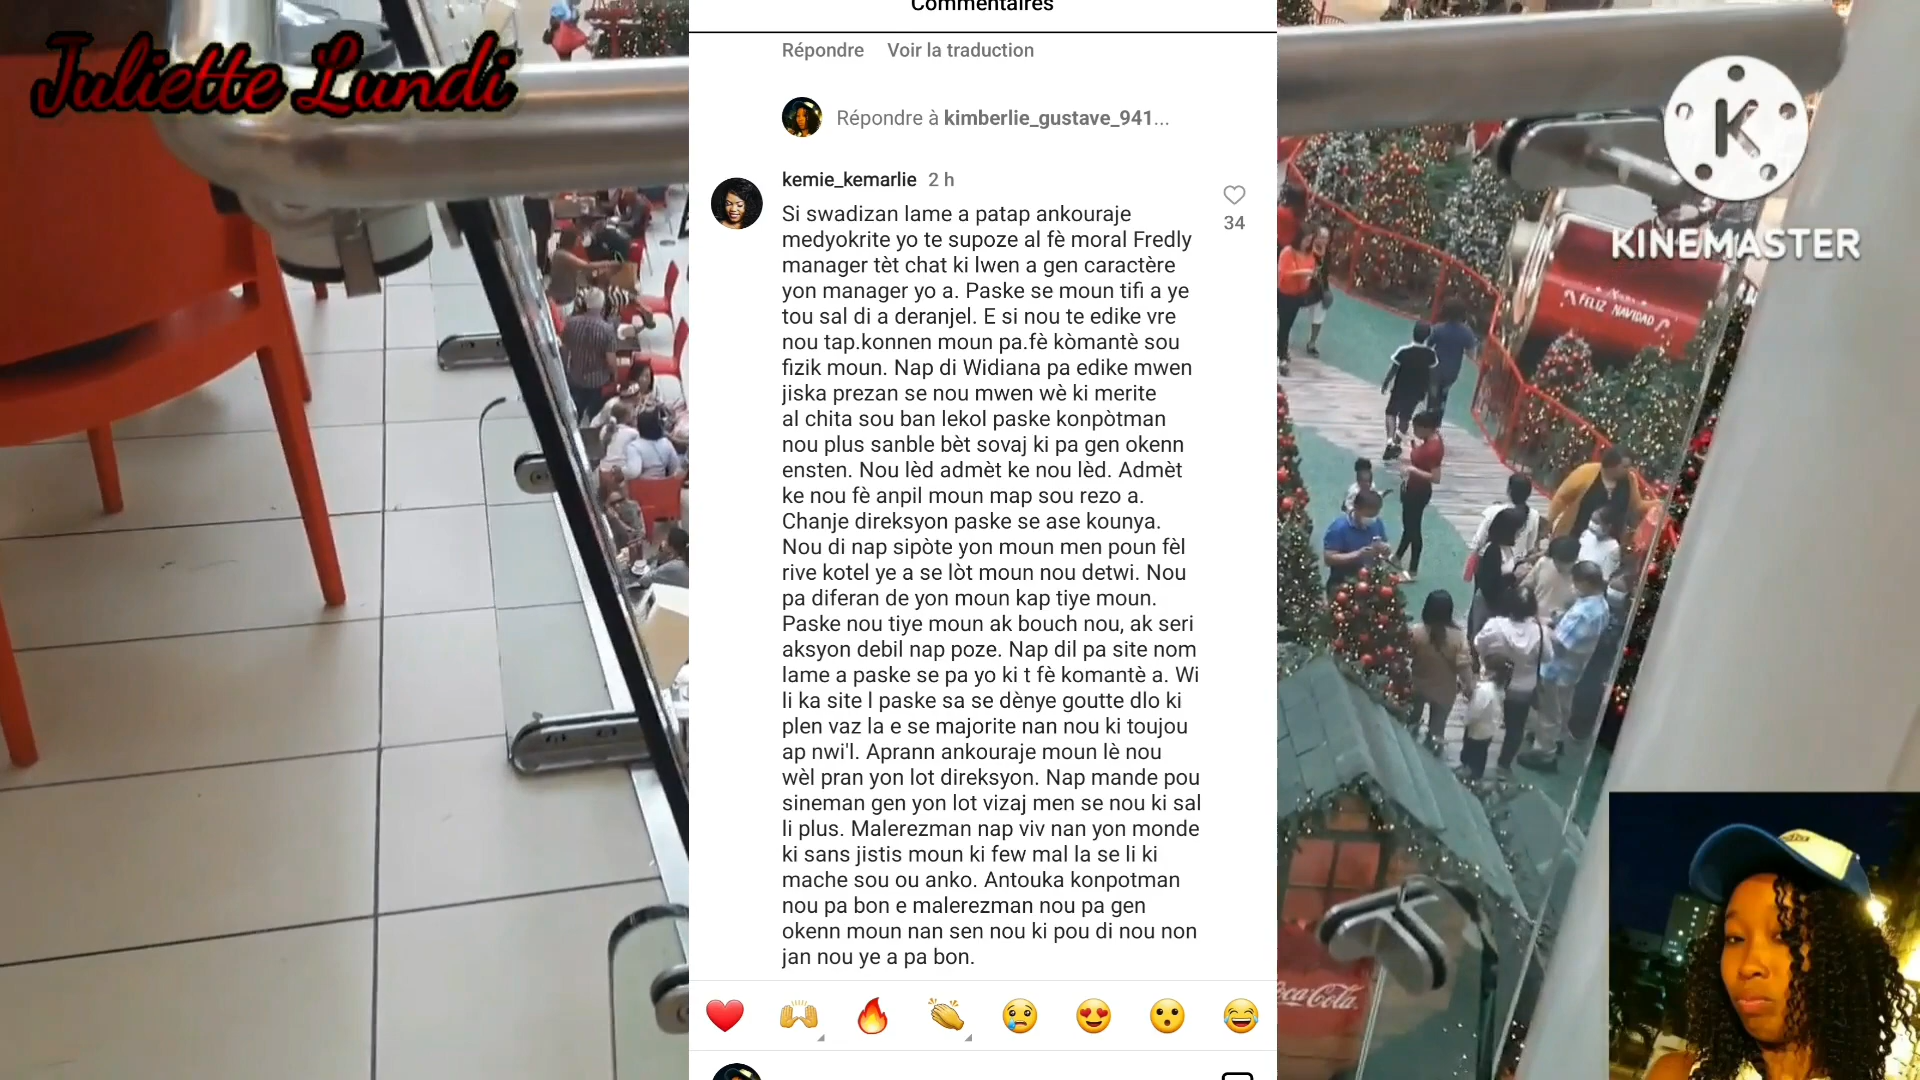 Juliette Lundi
Commentaires
Répondre Voir la traduction
Répondre à kimberlie_gustave_941...
kemie_kemarlie 2 h
34
Si swadizan lame a patap ankouraje
medyokrite yo te supoze al fè moral Fredly
manager tèt chat ki lwen a gen caractère
yon manager yo a. Paske se moun tifi a ye
tou sal di a deranjel. E si nou te edike vre
nou tap.konnen moun pa.fè kòmantè sou
fizik moun. Nap di Widiana pa edike mwen
jiska prezan se nou mwen wè ki merite
al chita sou ban lekol paske konpòtman
nou plus sanble bèt sovaj ki pa gen okenn
ensten. Nou lèd admèt ke nou lèd. Admèt
ke nou fè anpil moun map sou rezo a.
Chanje direksyon paske se ase kounya.
Nou di nap sipòte yon moun men poun fèl
rive kotel ye a se lòt moun nou detwi. Nou
pa diferan de yon moun kap tiye moun.
Paske nou tiye moun ak bouch nou, ak seri
aksyon debil nap poze. Nap dil pa site nom
lame a paske se pa yo ki t fè komantè a. Wi
li ka site l paske sa se dènye goutte dlo ki
plen vaz la e se majorite nan nou ki toujou
ap nwi'l. Aprann ankouraje moun lè nou
wèl pran yon lot direksyon. Nap mande pou
sineman gen yon lot vizaj men se nou ki sal
li plus. Malerezman nap viv nan yon monde
ki sans jistis moun ki few mal la se li ki
mache sou ou anko. Antouka konpotman
nou pa bon e malerezman nou pa gen
okenn moun nan sen nou ki pou di nou non
jan nou ye a pa bon.
K
KINEMASTER
FELIZ NAVIDAD
Coca-Cola